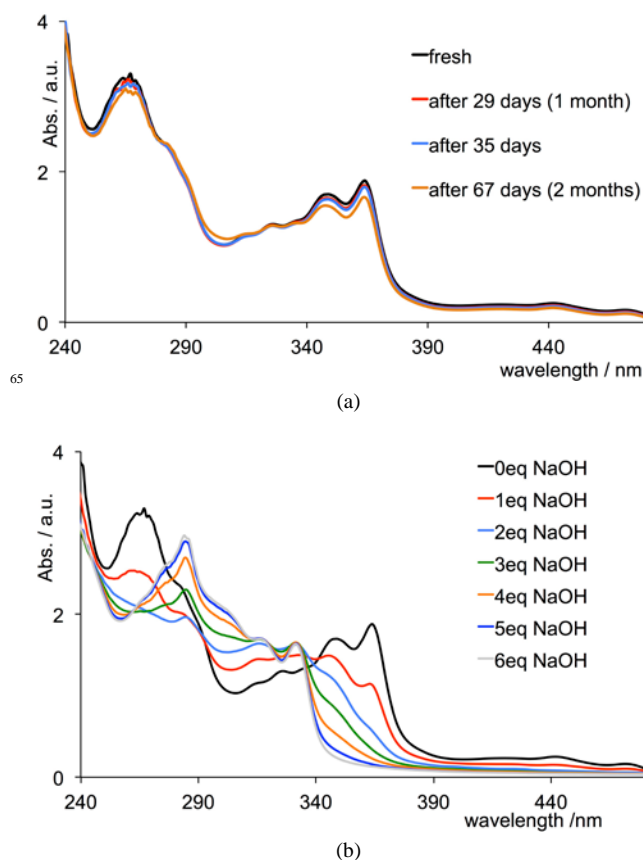 4
Abs. / a.u.
2
0
fresh
after 29 days (1 month)
after 35 days
after 67 days (2 months)
240 290 340 390 440
wavelength / nm
65
(a)
4
Abs. / a.u.
2
0
0eq NaOH
1eq NaOH
2eq NaOH
3eq NaOH
4eq NaOH
5eq NaOH
6eq NaOH
240 290 340 390 440
wavelength /nm
(b)